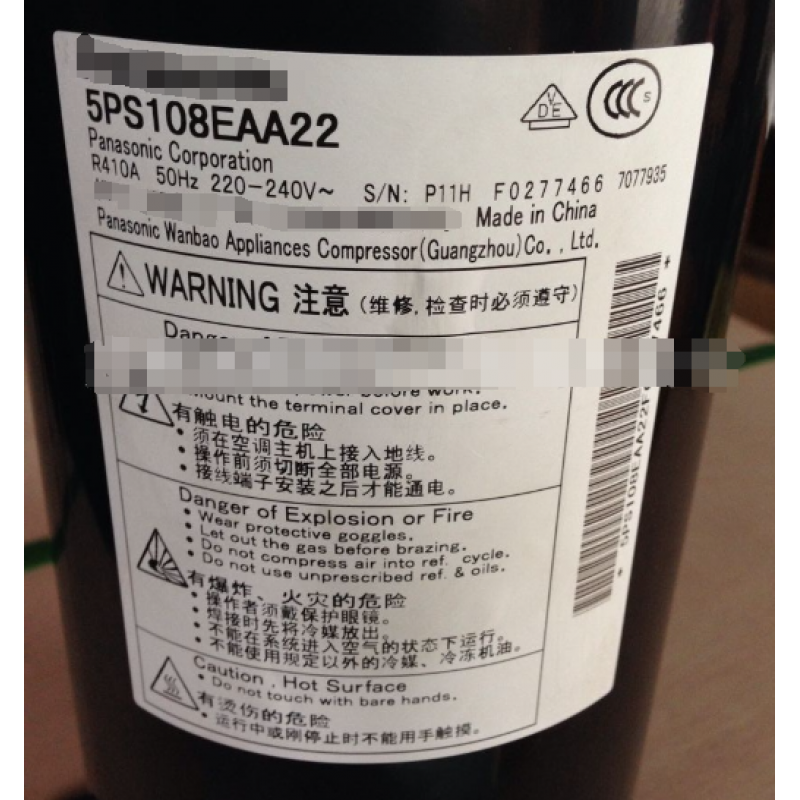 5PS108EAA22
Panasonic Corporation
R410A 50Hz 220-240V~ S/N: P11H F0277466 7077935
Made in China
Panasonic Wanbao Appliances Compressor(Guangzhou)Co., Ltd.
VDE
CCC S
WARNING 注意 (维修,检查时必须遵守)
Danger of
before work.
Mount the terminal cover in place.
有触电的危险
• 须在空调主机上接入地线。
• 操作前须切断全部电源。
• 接线端子安装之后才能通电。
Danger of Explosion or Fire
• Wear protective goggles.
• Let out the gas before brazing.
• Do not compress air into ref. cycle.
• Do not use unprescribed ref. & oils.
有爆炸、火灾的危险
• 操作者须戴保护眼镜。
• 焊接时先将冷媒放出。
• 不能在系统进入空气的状态下运行。
• 不能使用规定以外的冷媒、冷冻机油。
Caution , Hot Surface
• Do not touch with bare hands.
有烫伤的危险
• 运行中或刚停止时不能用手触摸。
* 5PS108EAA22F 7466 *